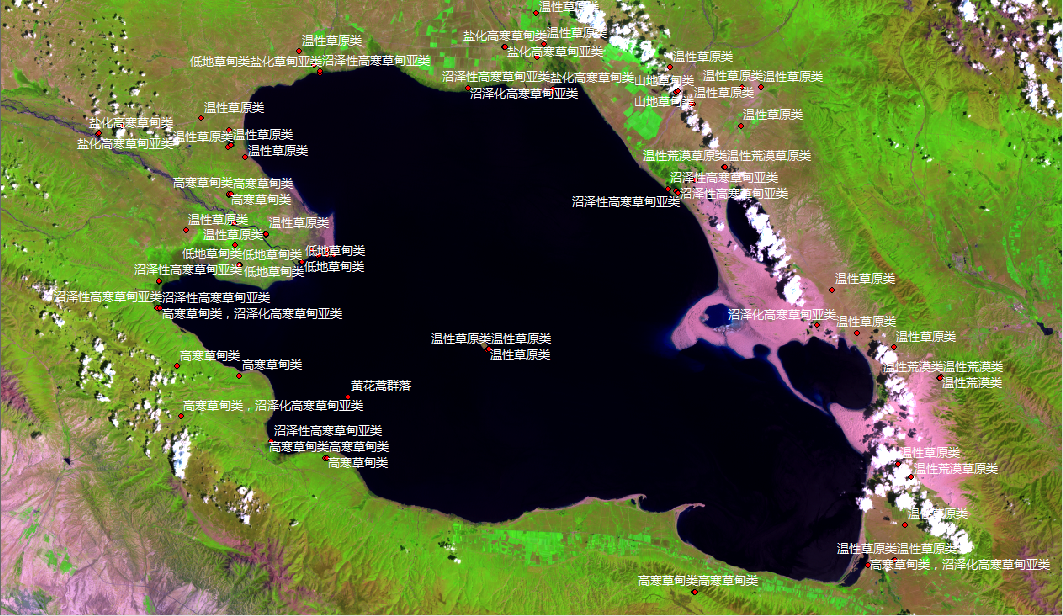 温性草原类
盐化高寒草甸类 温性草原类
盐化高寒草甸亚类
温性草原类
低地草甸类 盐化草甸亚类 沼泽性高寒草甸亚类
温性草原类
沼泽性高寒草甸亚类 盐化高寒草甸类
沼泽化高寒草甸亚类
山地草甸类 温性草原类 温性草原类
温性草原类
山地草甸类
温性草原类
温性草原类
盐化高寒草甸类
盐化高寒草甸亚类
温性草原类 温性草原类
温性草原类
温性荒漠草原类 温性荒漠草原类
沼泽性高寒草甸亚类
沼泽性高寒草甸亚类
沼泽性高寒草甸亚类
高寒草甸类 高寒草甸类
高寒草甸类
温性草原类
温性草原类
温性草原类
低地草甸类 低地草甸类
低地草甸类
低地草甸类
低地草甸类
沼泽性高寒草甸亚类
沼泽性高寒草甸亚类 沼泽性高寒草甸亚类
高寒草甸类，沼泽化高寒草甸亚类
温性草原类
沼泽化高寒草甸亚类
温性草原类
温性草原类
温性草原类 温性草原类
温性草原类
高寒草甸类
高寒草甸类
温性荒漠类 温性荒漠类
温性荒漠类
黄花蒿群落
高寒草甸类，沼泽化高寒草甸亚类
沼泽性高寒草甸亚类
高寒草甸类 高寒草甸类
高寒草甸类
温性草原类
温性荒漠草原类
温性草原类
温性草原类 温性草原类
高寒草甸类，沼泽化高寒草甸亚类
高寒草甸类 高寒草甸类